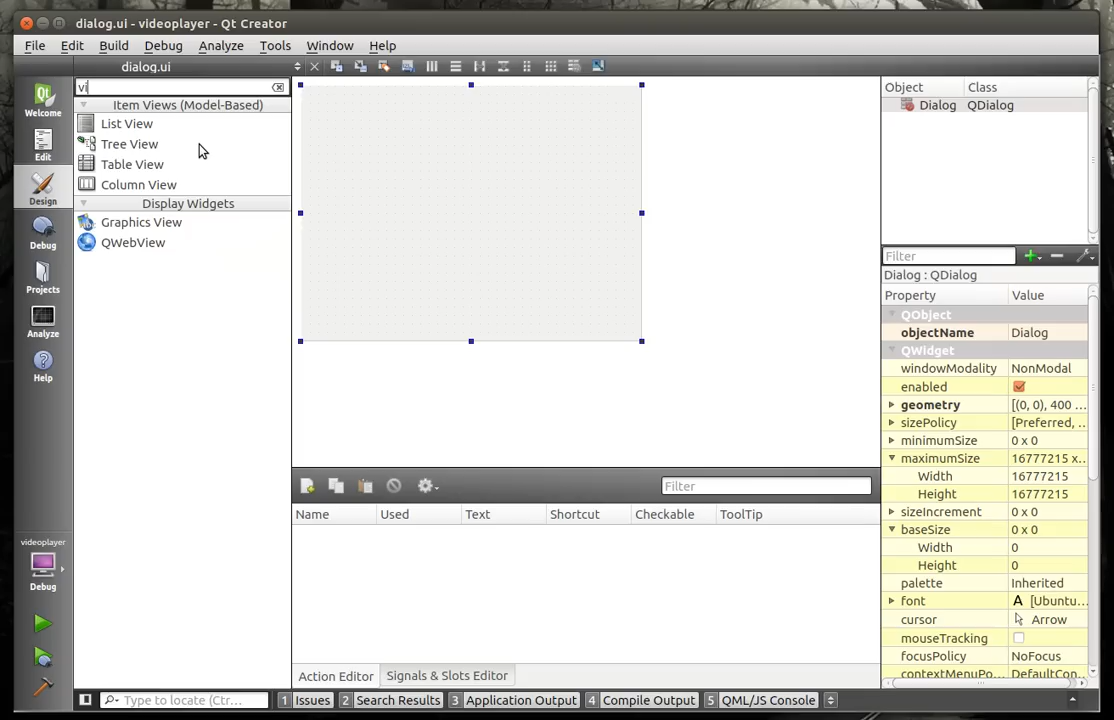 dialog.ui - videoplayer - Qt Creator
File Edit Build Debug Analyze Tools Window Help
dialog.ui
Welcome
Edit
Design
Debug
Projects
Analyze
Help
videoplayer
Debug
vi
Item Views (Model-Based)
List View
Tree View
Table View
Column View
Display Widgets
Graphics View
QWebView
Filter
Name Used Text Shortcut Checkable ToolTip
Action Editor Signals & Slots Editor
Object Class
Dialog QDialog
Filter
Dialog : QDialog
Property Value
QObject
objectName Dialog
QWidget
windowModality NonModal
enabled
geometry [(0, 0), 400 ...
sizePolicy [Preferred, ...
minimumSize 0 x 0
maximumSize 16777215 x...
Width 16777215
Height 16777215
sizeIncrement 0 x 0
baseSize 0 x 0
Width 0
Height 0
palette Inherited
font A [Ubuntu...
cursor Arrow
mouseTracking
focusPolicy NoFocus
contextMenuPo... DefaultCon...
Type to locate (Ctr... 1 Issues 2 Search Results 3 Application Output 4 Compile Output 5 QML/JS Console